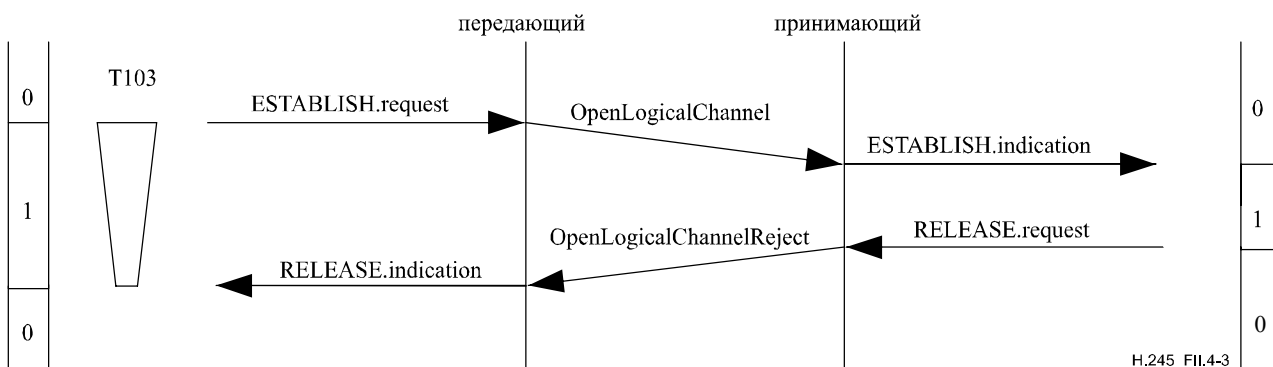 передающий
принимающий
T103
0
ESTABLISH.request
OpenLogicalChannel
0
ESTABLISH.indication
1
OpenLogicalChannelReject
RELEASE.request
1
RELEASE.indication
0
0
H.245 FII.4-3